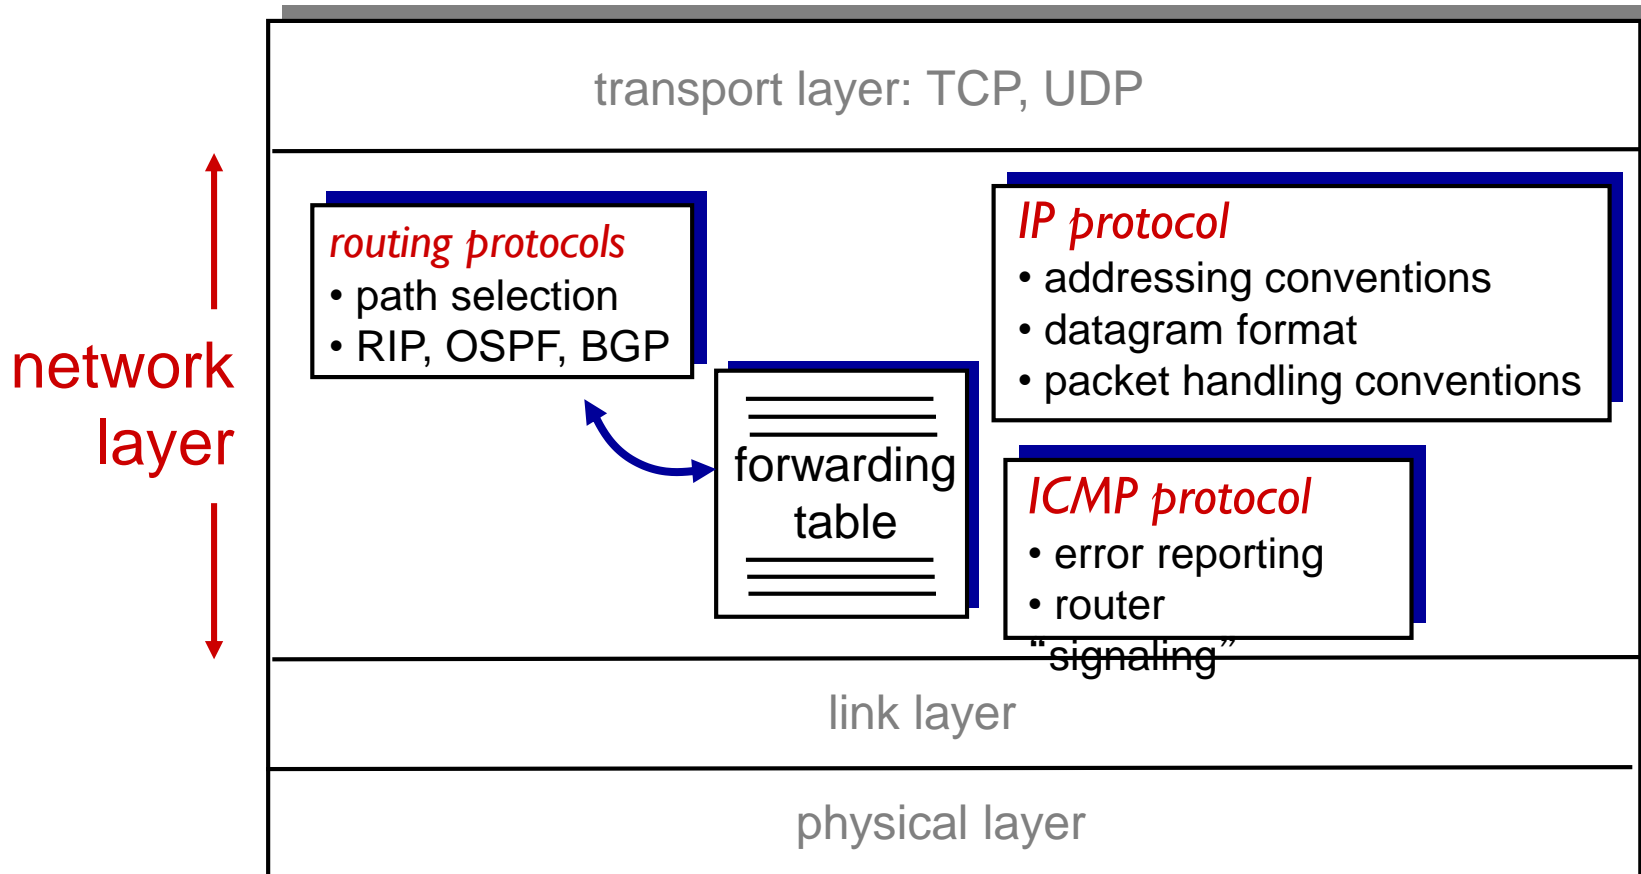 transport layer: TCP, UDP
network
layer
routing protocols
• path selection
• RIP, OSPF, BGP
forwarding
table
IP protocol
• addressing conventions
• datagram format
• packet handling conventions
ICMP protocol
• error reporting
• router
“signaling”
link layer
physical layer